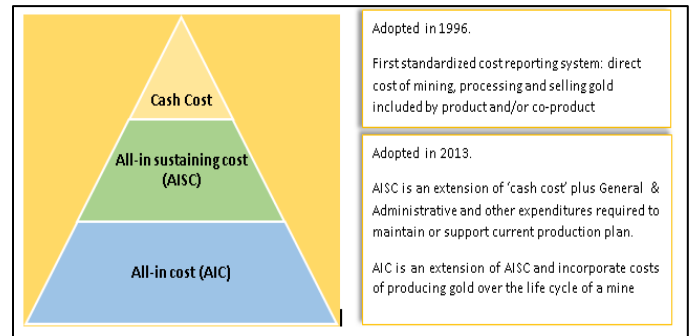 Cash Cost
All-in sustaining cost
(AISC)
All-in cost (AIC)
Adopted in 1996.
First standardized cost reporting system: direct
cost of mining, processing and selling gold
included by product and/or co-product
Adopted in 2013.
AISC is an extension of 'cash cost' plus General &
Administrative and other expenditures required to
maintain or support current production plan.
AIC is an extension of AISC and incorporate costs
of producing gold over the life cycle of a mine